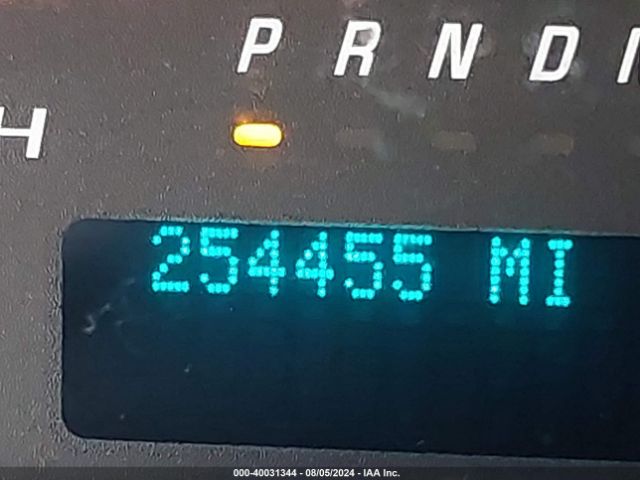 P R N D
H
254455 MI
000-40031344 - 08/05/2024 - IAA Inc.